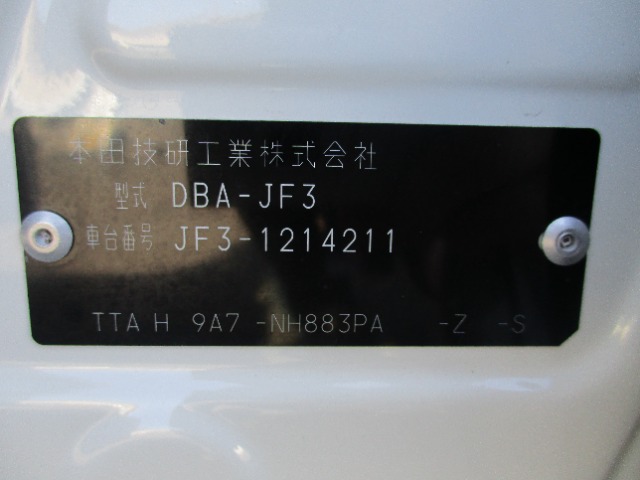 本田技研工業株式会社
型式 DBA-JF3
車台番号 JF3-1214211
TTA H 9A7 -NH883PA -Z -S